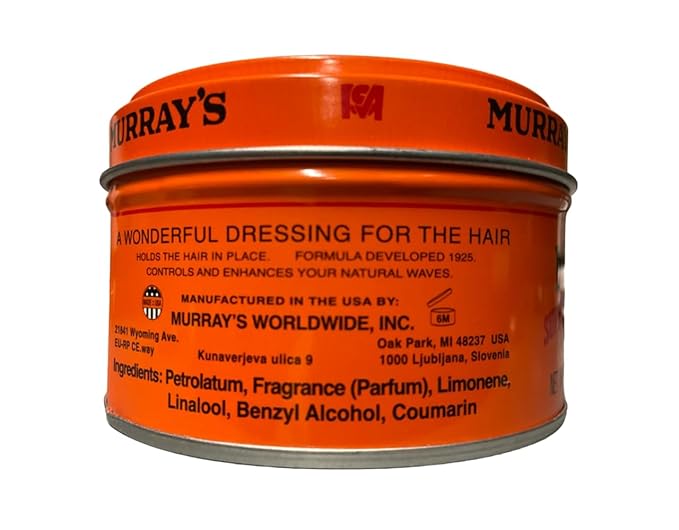 MURRAY'S
MURRAY
A WONDERFUL DRESSING FOR THE HAIR
HOLDS THE HAIR IN PLACE. FORMULA DEVELOPED 1925.
CONTROLS AND ENHANCES YOUR NATURAL WAVES.
MADE USA
MANUFACTURED IN THE USA BY:
6M
MURRAY'S WORLDWIDE, INC.
21841 Wyoming Ave. Oak Park, MI 48237 USA
EU-RP CE.way Kunaverjeva ulica 9 1000 Ljubljana, Slovenia
Ingredients: Petrolatum, Fragrance (Parfum), Limonene,
Linalool, Benzyl Alcohol, Coumarin